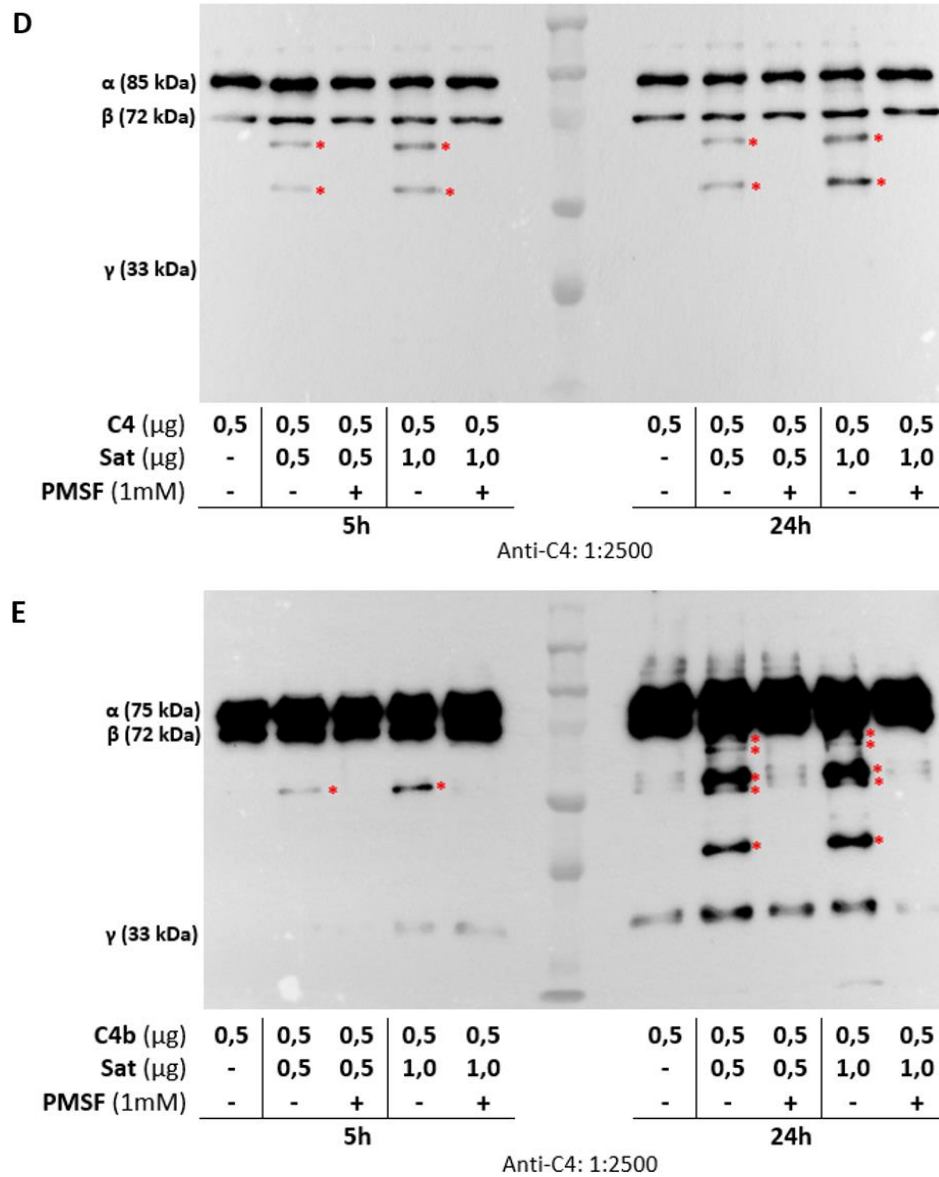 D
α (85 kDa)
β (72 kDa)
*
*
*
*
*
*
*
*
γ (33 kDa)
C4 (µg) 0,5 0,5 0,5 0,5 0,5 0,5 0,5 0,5 0,5 0,5
Sat (µg) - 0,5 0,5 1,0 1,0 - 0,5 0,5 1,0 1,0
PMSF (1mM) - - + - + - - + - +
5h 24h
Anti-C4: 1:2500
E
α (75 kDa)
β (72 kDa)
*
*
*
*
*
*
*
*
*
*
*
*
γ (33 kDa)
C4b (µg) 0,5 0,5 0,5 0,5 0,5 0,5 0,5 0,5 0,5 0,5
Sat (µg) - 0,5 0,5 1,0 1,0 - 0,5 0,5 1,0 1,0
PMSF (1mM) - - + - + - - + - +
5h 24h
Anti-C4: 1:2500